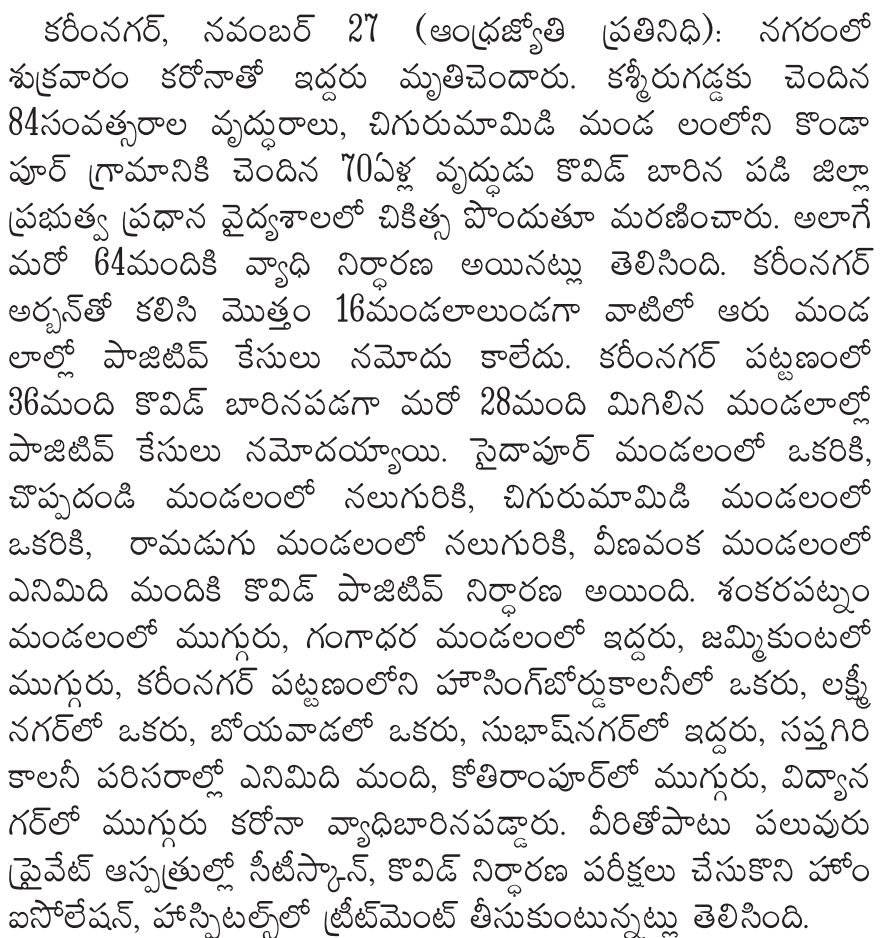 కరీంనగర్, నవంబర్ 27 (ఆంధ్రజ్యోతి ప్రతినిధి): నగరంలో
శుక్రవారం కరోనాతో ఇద్దరు మృతిచెందారు. కశ్మీరుగడ్డకు చెందిన
84సంవత్సరాల వృద్ధురాలు, చిగురుమామిడి మండ లంలోని కొండా
పూర్ గ్రామానికి చెందిన 70ఏళ్ల వృద్ధుడు కొవిడ్ బారిన పడి జిల్లా
ప్రభుత్వ ప్రధాన వైద్యశాలలో చికిత్స పొందుతూ మరణించారు. అలాగే
మరో 64మందికి వ్యాధి నిర్ధారణ అయినట్లు తెలిసింది. కరీంనగర్
అర్బన్‌తో కలిసి మొత్తం 16మండలాలుండగా వాటిలో ఆరు మండ
లాల్లో పాజిటివ్ కేసులు నమోదు కాలేదు. కరీంనగర్ పట్టణంలో
36మంది కొవిడ్ బారినపడగా మరో 28మంది మిగిలిన మండలాల్లో
పాజిటివ్ కేసులు నమోదయ్యాయి. సైదాపూర్ మండలంలో ఒకరికి,
చొప్పదండి మండలంలో నలుగురికి, చిగురుమామిడి మండలంలో
ఒకరికి, రామడుగు మండలంలో నలుగురికి, వీణవంక మండలంలో
ఎనిమిది మందికి కొవిడ్ పాజిటివ్ నిర్ధారణ అయింది. శంకరపట్నం
మండలంలో ముగ్గురు, గంగాధర మండలంలో ఇద్దరు, జమ్మికుంటలో
ముగ్గురు, కరీంనగర్ పట్టణంలోని హౌసింగ్‌బోర్డుకాలనీలో ఒకరు, లక్ష్మీ
నగర్‌లో ఒకరు, బోయవాడలో ఒకరు, సుభాష్‌నగర్‌లో ఇద్దరు, సప్తగిరి
కాలనీ పరిసరాల్లో ఎనిమిది మంది, కోతిరాంపూర్‌లో ముగ్గురు, విద్యాన
గర్‌లో ముగ్గురు కరోనా వ్యాధిబారినపడ్డారు. వీరితోపాటు పలువురు
ప్రైవేట్ ఆస్పత్రుల్లో సీటీస్కాన్, కొవిడ్ నిర్ధారణ పరీక్షలు చేసుకొని హోం
ఐసోలేషన్, హాస్పిటల్స్‌లో ట్రీట్‌మెంట్ తీసుకుంటున్నట్లు తెలిసింది.